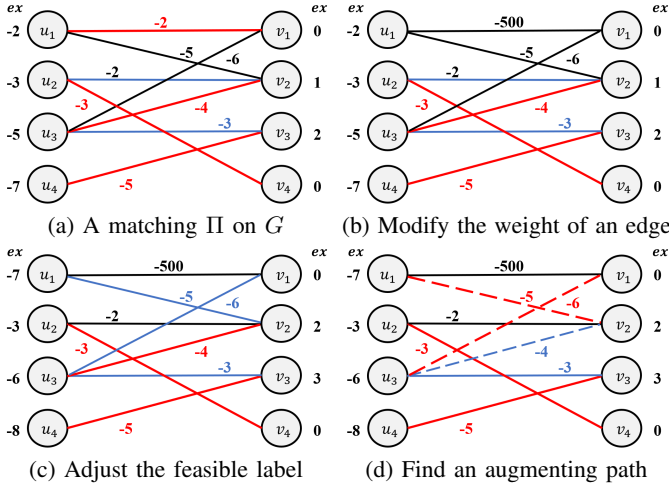 ex ex ex
-2 u₁ -2 v₁ 0
-5 -6
-3 u₂ -2 v₂ 1
-3 -4
-5 u₃ -3 v₃ 2
-7 u₄ -5 v₄ 0
(a) A matching Π on G
-2 u₁ -500 v₁ 0
-5 -6
-3 u₂ -2 v₂ 1
-3 -4
-5 u₃ -3 v₃ 2
-7 u₄ -5 v₄ 0
(b) Modify the weight of an edge
ex ex ex
-7 u₁ -500 v₁ 0
-5 -6
-3 u₂ -2 v₂ 2
-3 -4
-6 u₃ -3 v₃ 3
-8 u₄ -5 v₄ 0
(c) Adjust the feasible label
-7 u₁ -500 v₁ 0
-5 -6
-3 u₂ -2 v₂ 2
-3 -4
-6 u₃ -3 v₃ 3
-8 u₄ -5 v₄ 0
(d) Find an augmenting path